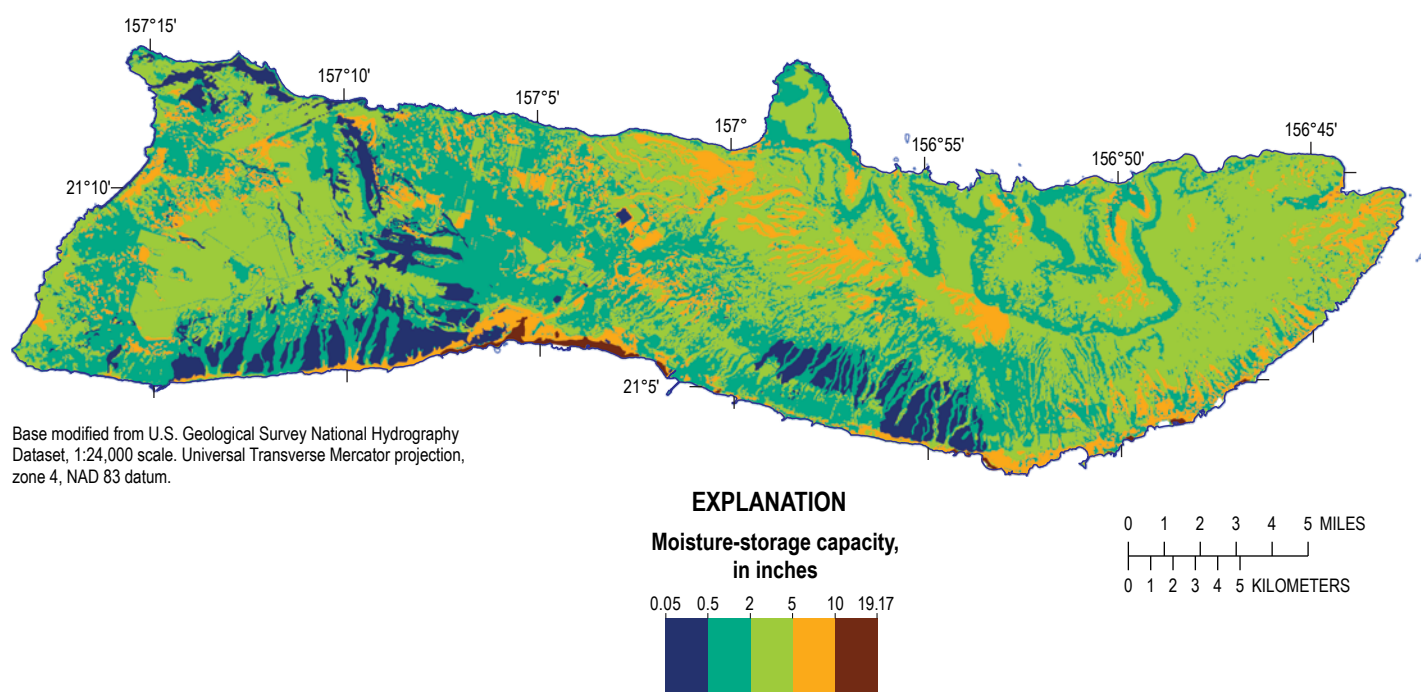 157°15'
157°10'
157°5'
157°
156°55'
156°50'
156°45'
21°10'
21°5'
Base modified from U.S. Geological Survey National Hydrography
Dataset, 1:24,000 scale. Universal Transverse Mercator projection,
zone 4, NAD 83 datum.
EXPLANATION
Moisture-storage capacity,
in inches
0.05 0.5 2 5 10 19.17
0 1 2 3 4 5 MILES
0 1 2 3 4 5 KILOMETERS